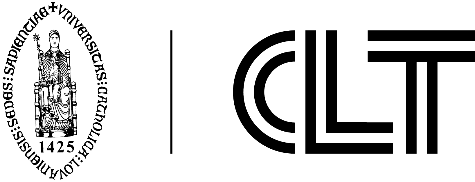 UNIVERSITAS CATHOLICA LOVANIENSIS SEDES SAPIENTIAE
1425
CLT